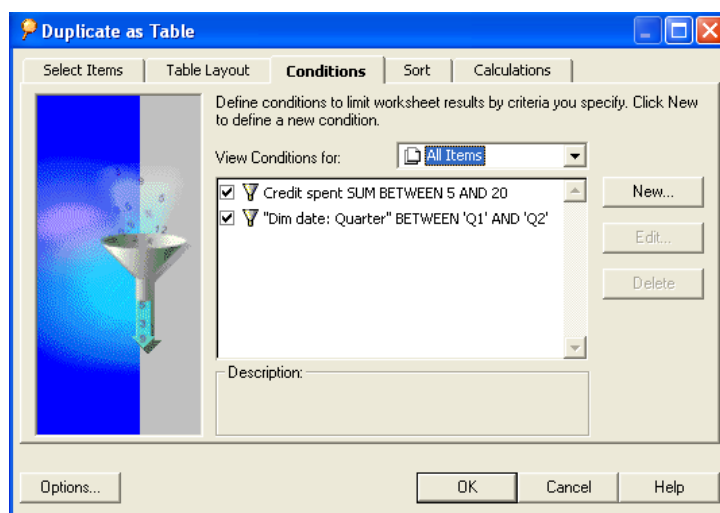 Duplicate as Table
Select Items Table Layout Conditions Sort Calculations
Define conditions to limit worksheet results by criteria you specify. Click New
to define a new condition.
View Conditions for: All Items
Credit spent SUM BETWEEN 5 AND 20
"Dim date: Quarter" BETWEEN 'Q1' AND 'Q2'
New...
Edit...
Delete
Description:
Options... OK Cancel Help